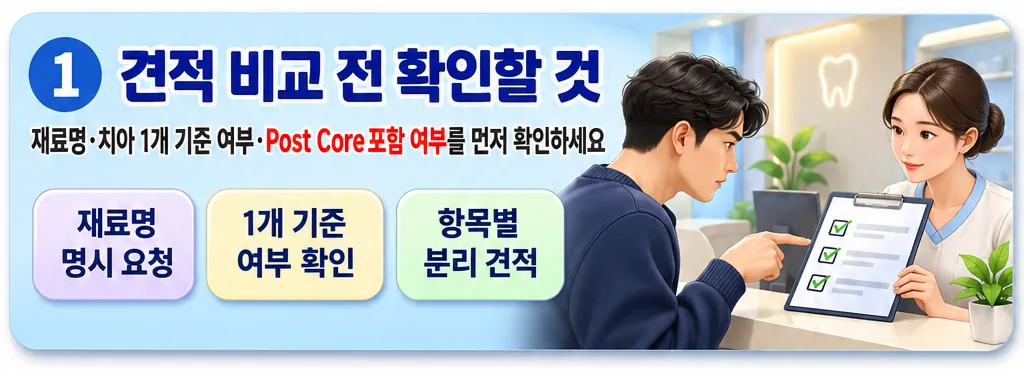 1 견적 비교 전 확인할 것
재료명·치아 1개 기준 여부·Post Core 포함 여부를 먼저 확인하세요
재료명
명시 요청
1개 기준
여부 확인
항목별
분리 견적